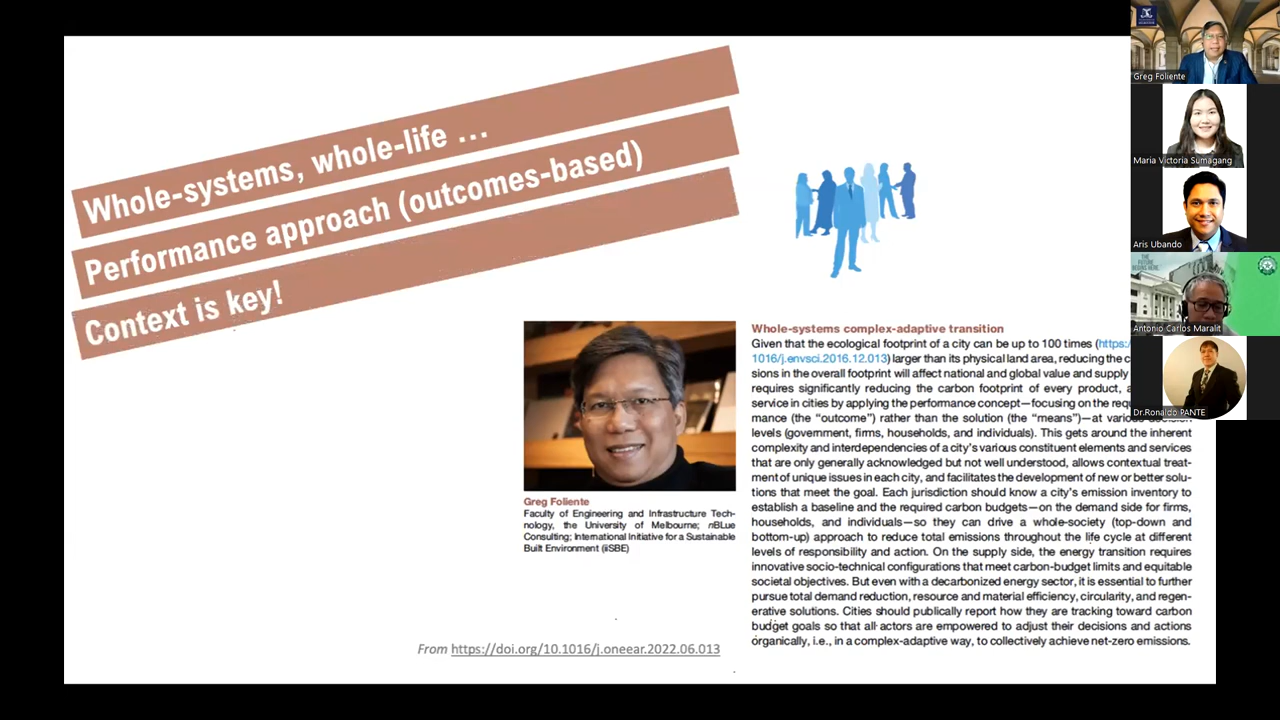 Whole-systems, whole-life ...
Performance approach (outcomes-based)
Context is key!
Greg Foliente
Faculty of Engineering and Infrastructure Tech-
nology, the University of Melbourne; nBLue
Consulting; International Initiative for a Sustainable
Built Environment (iiSBE)
Whole-systems complex-adaptive transition
Given that the ecological footprint of a city can be up to 100 times (https:/
1016/j.envsci.2016.12.013) larger than its physical land area, reducing the c
sions in the overall footprint will affect national and global value and supply
requires significantly reducing the carbon footprint of every product, a
service in cities by applying the performance concept—focusing on the requ
mance (the “outcome”) rather than the solution (the “means”)—at various decision
levels (government, firms, households, and individuals). This gets around the inherent
complexity and interdependencies of a city's various constituent elements and services
that are only generally acknowledged but not well understood, allows contextual treat-
ment of unique issues in each city, and facilitates the development of new or better solu-
tions that meet the goal. Each jurisdiction should know a city's emission inventory to
establish a baseline and the required carbon budgets—on the demand side for firms,
households, and individuals—so they can drive a whole-society (top-down and
bottom-up) approach to reduce total emissions throughout the life cycle at different
levels of responsibility and action. On the supply side, the energy transition requires
innovative socio-technical configurations that meet carbon-budget limits and equitable
societal objectives. But even with a decarbonized energy sector, it is essential to further
pursue total demand reduction, resource and material efficiency, circularity, and regen-
erative solutions. Cities should publically report how they are tracking toward carbon
budget goals so that all actors are empowered to adjust their decisions and actions
organically, i.e., in a complex-adaptive way, to collectively achieve net-zero emissions.
From https://doi.org/10.1016/j.oneear.2022.06.013
Greg Foliente
Maria Victoria Sumagang
Aris Ubando
THE
FUTURE
BEGINS HERE.
Antonio Carlos Maralit
Dr.Ronaldo PANTE